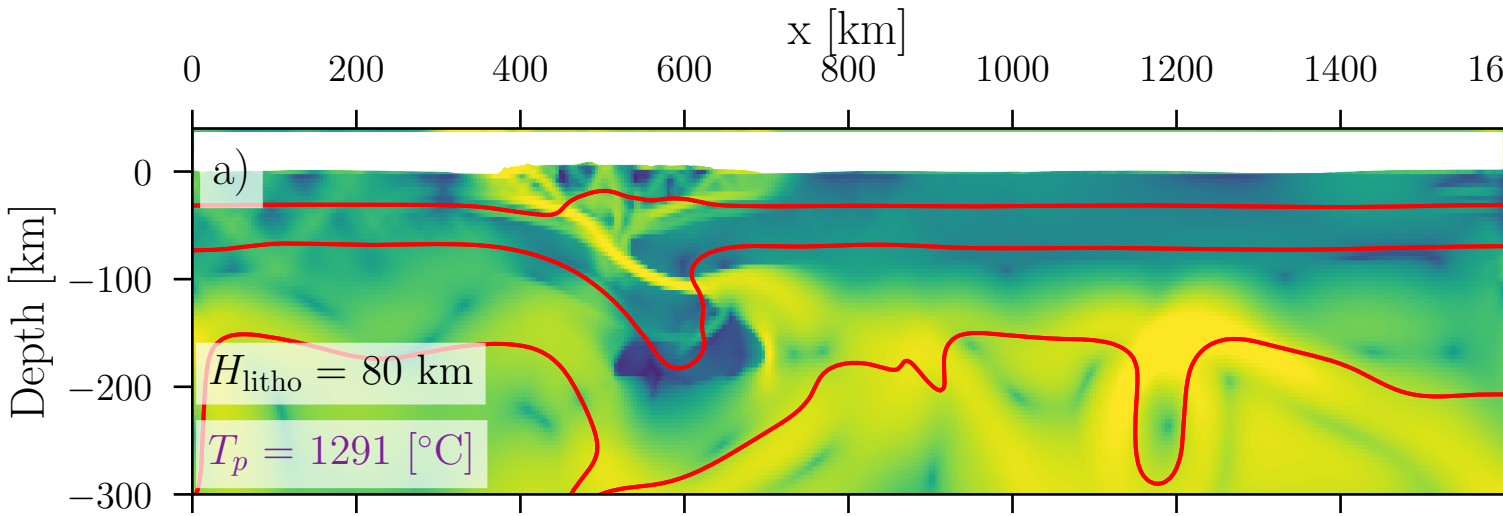 x [km]
0 200 400 600 800 1000 1200 1400 16
a)
Depth [km]
0
−100
−200
−300
H_litho = 80 km
T_p = 1291 [°C]